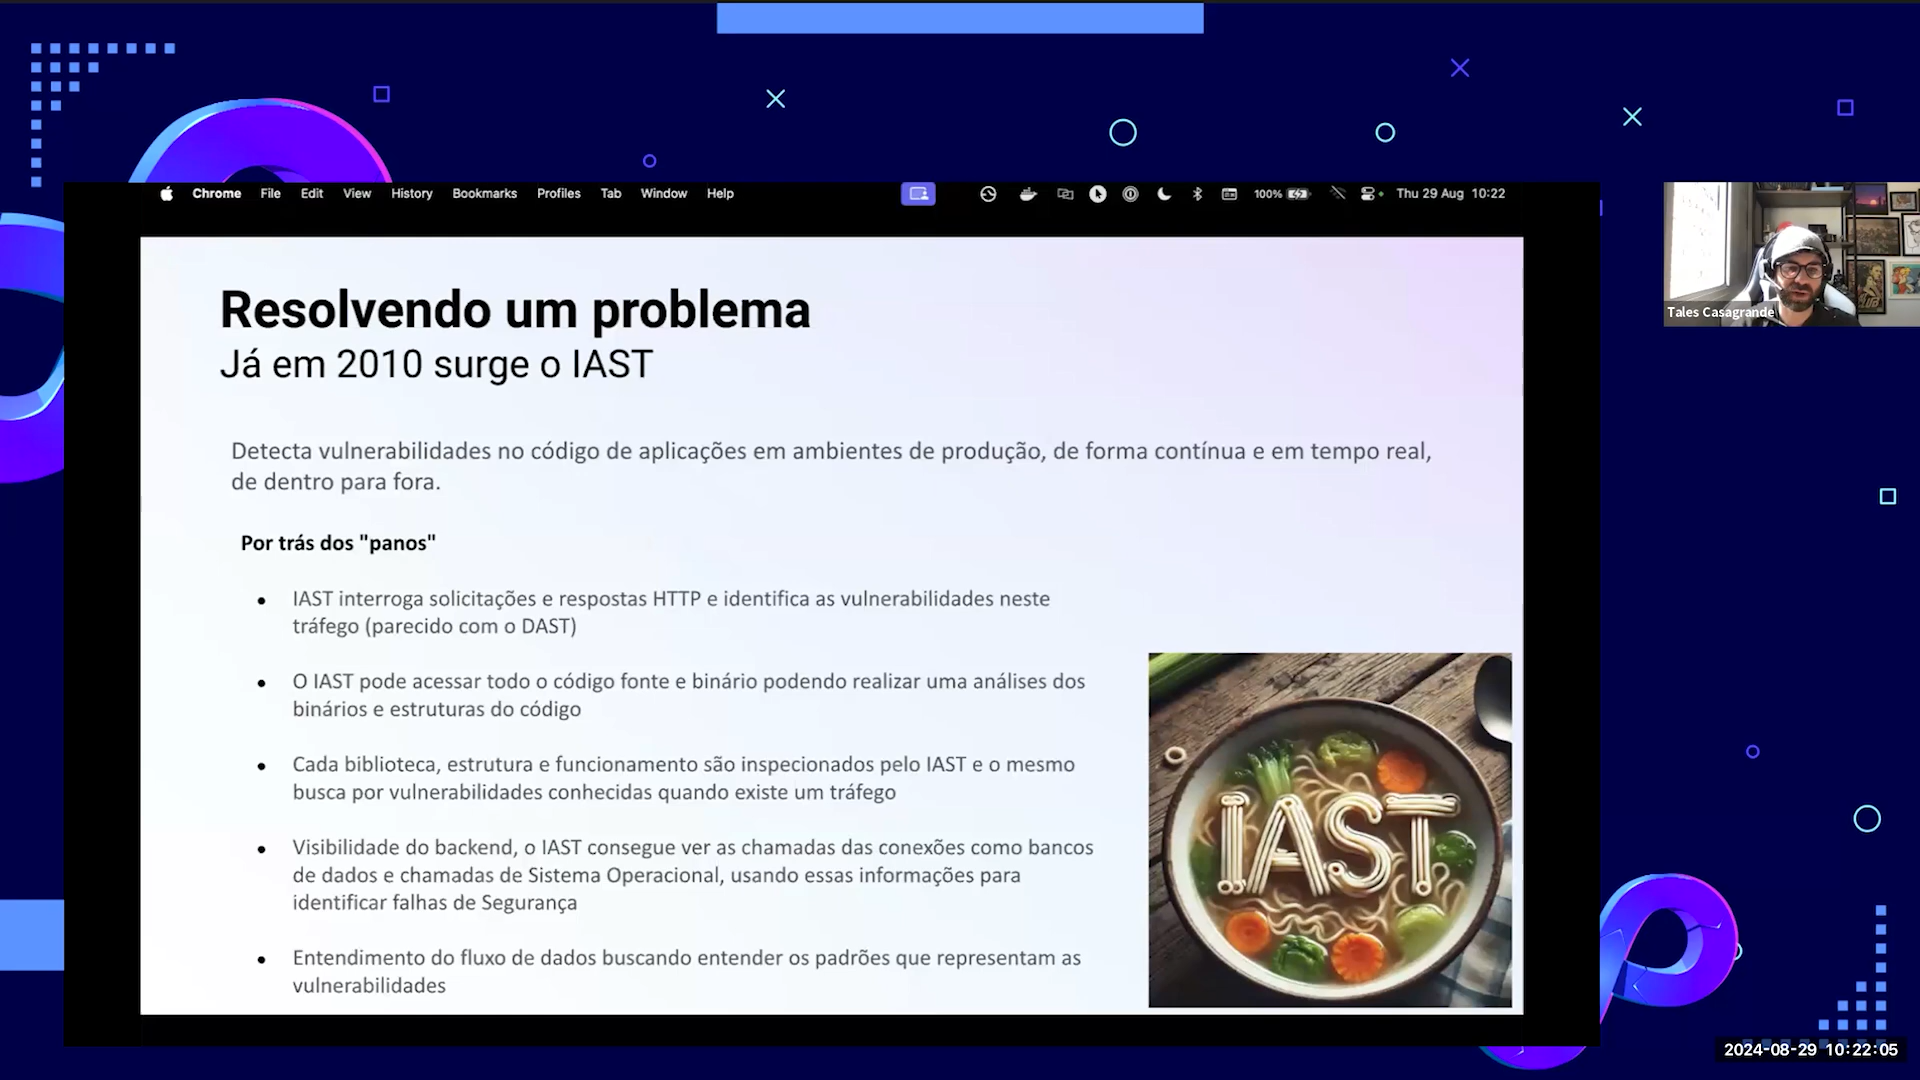 Chrome File Edit View History Bookmarks Profiles Tab Window Help
100% Thu 29 Aug 10:22
Resolvendo um problema
Já em 2010 surge o IAST
Detecta vulnerabilidades no código de aplicações em ambientes de produção, de forma contínua e em tempo real,
de dentro para fora.
Por trás dos "panos"
• IAST interroga solicitações e respostas HTTP e identifica as vulnerabilidades neste
tráfego (parecido com o DAST)
• O IAST pode acessar todo o código fonte e binário podendo realizar uma análises dos
binários e estruturas do código
• Cada biblioteca, estrutura e funcionamento são inspecionados pelo IAST e o mesmo
busca por vulnerabilidades conhecidas quando existe um tráfego
• Visibilidade do backend, o IAST consegue ver as chamadas das conexões como bancos
de dados e chamadas de Sistema Operacional, usando essas informações para
identificar falhas de Segurança
• Entendimento do fluxo de dados buscando entender os padrões que representam as
vulnerabilidades
IAST
Tales Casagrande
2024-08-29 10:22:05